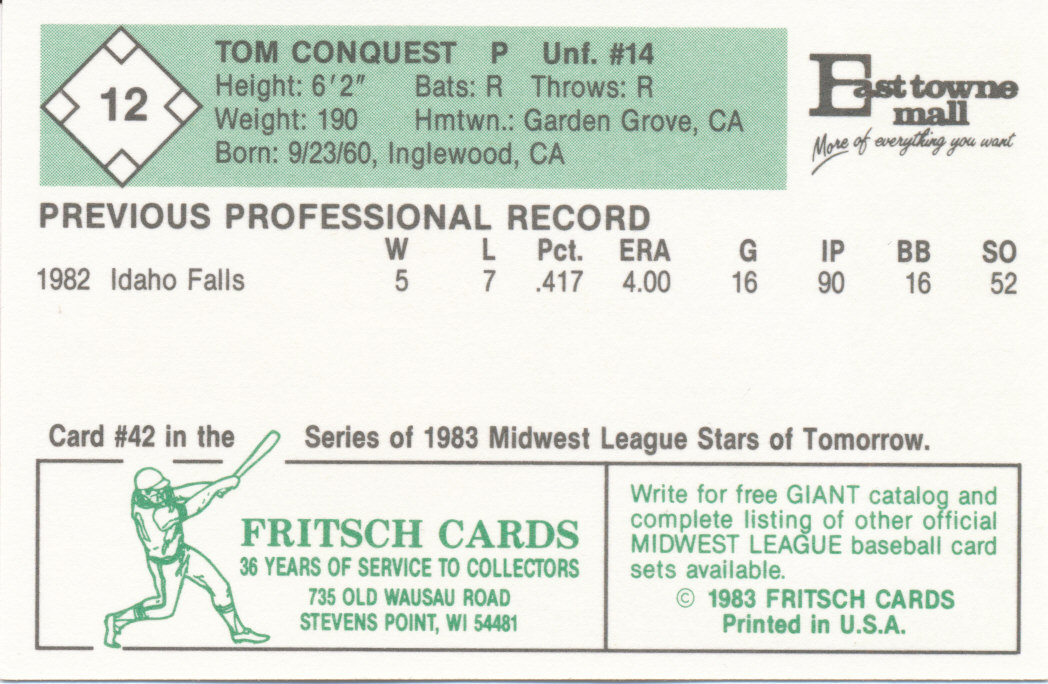 12
TOM CONQUEST P Unf. #14
Height: 6'2" Bats: R Throws: R
Weight: 190 Hmtwn.: Garden Grove, CA
Born: 9/23/60, Inglewood, CA
East towne
mall
More of everything you want
PREVIOUS PROFESSIONAL RECORD
W L Pct. ERA G IP BB SO
1982 Idaho Falls 5 7 .417 4.00 16 90 16 52
Card #42 in the Series of 1983 Midwest League Stars of Tomorrow.
FRITSCH CARDS
36 YEARS OF SERVICE TO COLLECTORS
735 OLD WAUSAU ROAD
STEVENS POINT, WI 54481
Write for free GIANT catalog and
complete listing of other official
MIDWEST LEAGUE baseball card
sets available.
© 1983 FRITSCH CARDS
Printed in U.S.A.